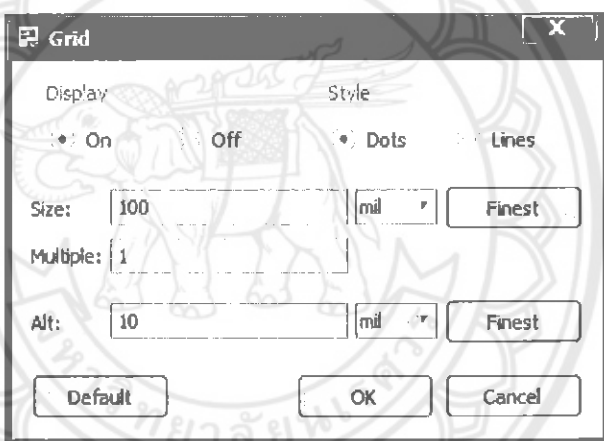 Grid
X
Display Style
On Off Dots Lines
Size: 100 mil Finest
Multiple: 1
Alt: 10 mil Finest
Default OK Cancel